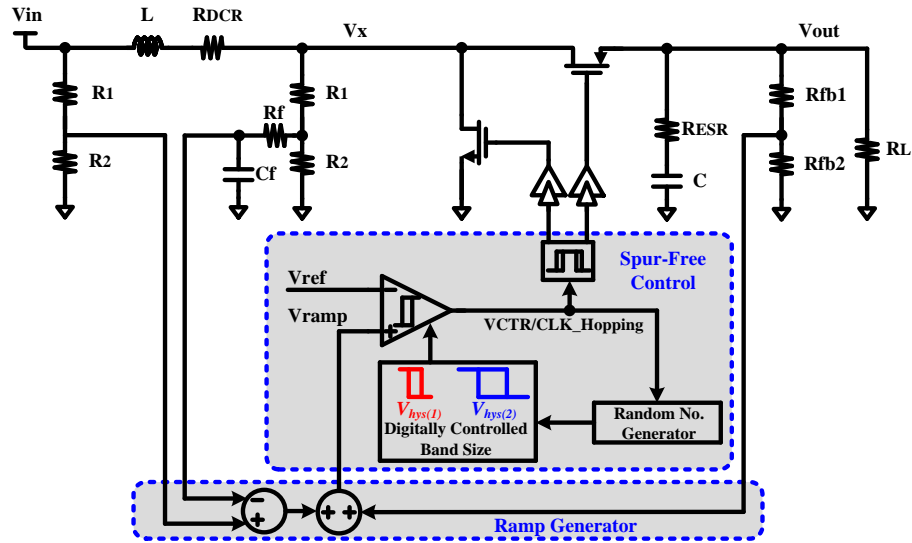 Vin
L
RDCR
Vx
Vout
R1
R1
Rf
R2
R2
Cf
Rfb1
RESR
Rfb2
RL
C
Spur-Free
Control
Vref
Vramp
VCTR/CLK_Hopping
Vhys(1)
Vhys(2)
Digitally Controlled
Band Size
Random No.
Generator
Ramp Generator